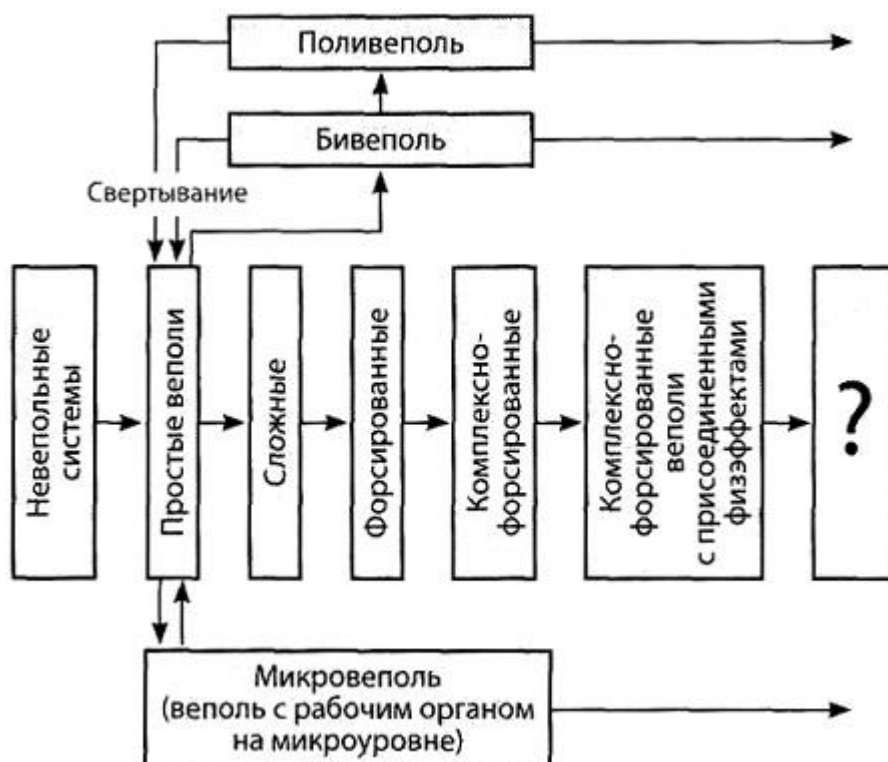 Поливеполь
Бивеполь
Свертывание
Невепольные
системы
Простые веполи
Сложные
Форсированные
Комплексно-
форсированные
Комплексно-
форсированные
веполи
с присоединенными
физэффектами
?
Микровеполь
(веполь с рабочим органом
на микроуровне)